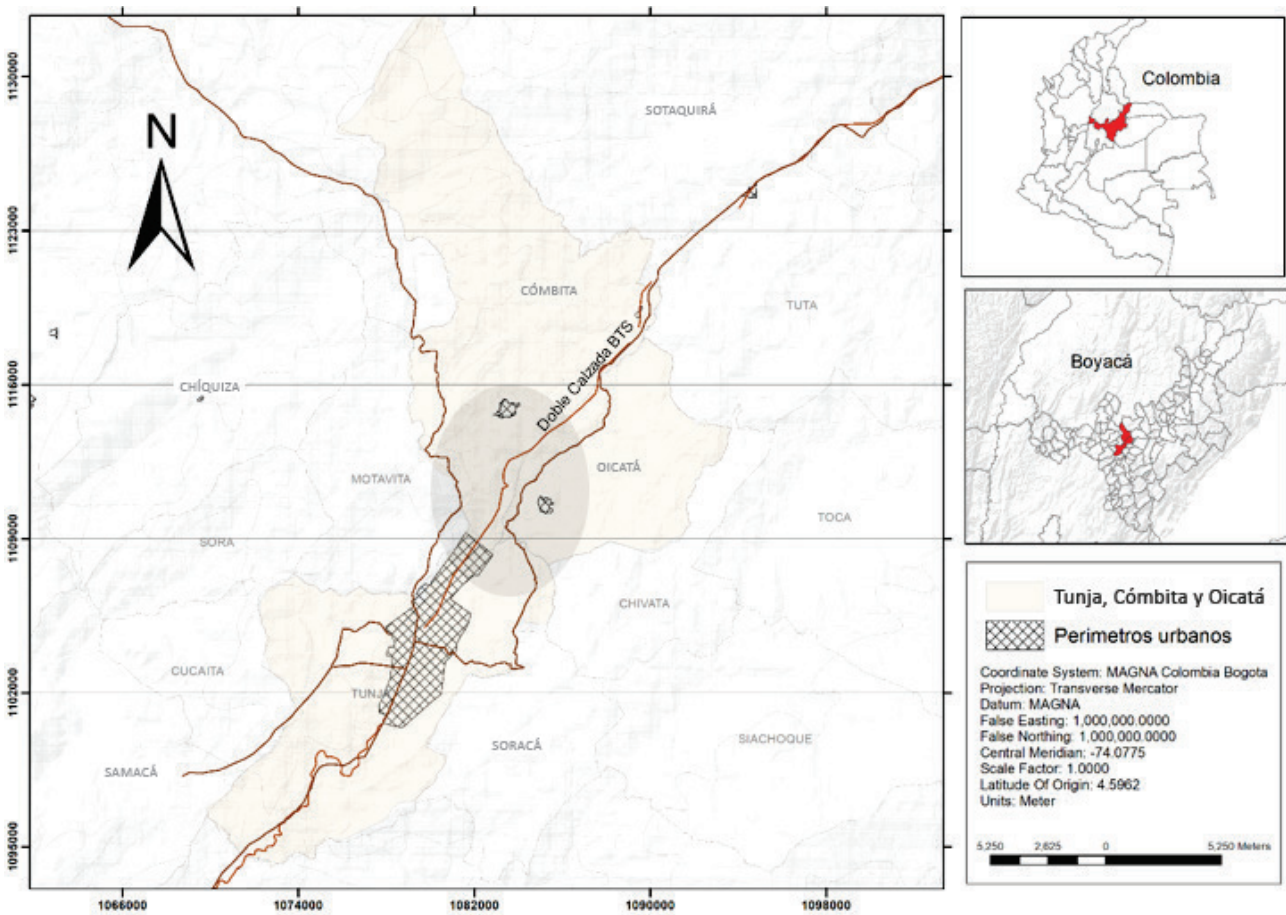 N
SOTAQUIRÁ
CÓMBITA
TUTA
Doble Calzada BTS
CHÍQUIZA
MOTAVITA
OICATÁ
TOCA
SORA
CHIVATA
CUCAITA
TUNJA
SORACÁ
SIACHOQUE
SAMACÁ
1130000
1123000
1116000
1109000
1102000
1095000
1066000
1074000
1082000
1090000
1098000
Colombia
Boyacá
Tunja, Cómbita y Oicatá
Perimetros urbanos
Coordinate System: MAGNA Colombia Bogota
Projection: Transverse Mercator
Datum: MAGNA
False Easting: 1,000,000.0000
False Northing: 1,000,000.0000
Central Meridian: -74.0775
Scale Factor: 1.0000
Latitude Of Origin: 4.5962
Units: Meter
5,250 2,625 0 5,250 Meters